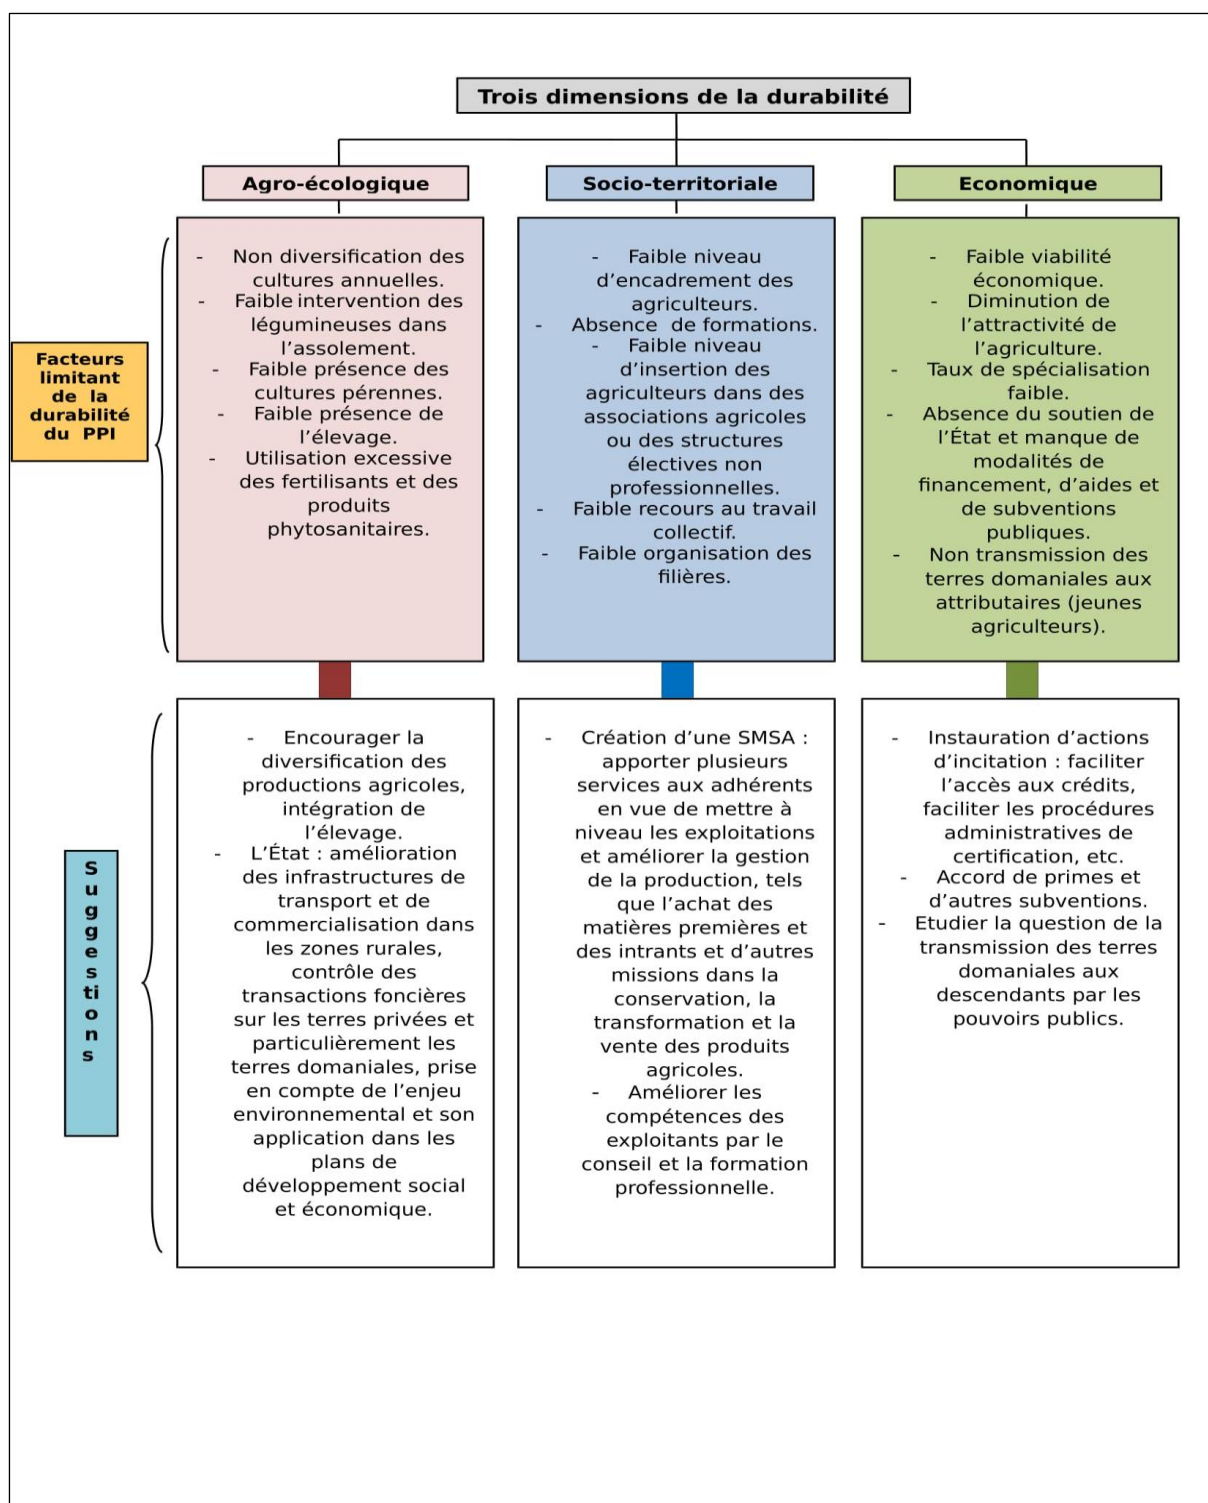 Trois dimensions de la durabilité
Agro-écologique
Socio-territoriale
Economique
Facteurs
limitant
de la
durabilité
du PPI
- Non diversification des
cultures annuelles.
- Faible intervention des
légumineuses dans
l’assolement.
- Faible présence des
cultures pérennes.
- Faible présence de
l’élevage.
- Utilisation excessive
des fertilisants et des
produits
phytosanitaires.
- Faible niveau
d’encadrement des
agriculteurs.
- Absence de formations.
- Faible niveau
d’insertion des
agriculteurs dans des
associations agricoles
ou des structures
électives non
professionnelles.
- Faible recours au travail
collectif.
- Faible organisation des
filières.
- Faible viabilité
économique.
- Diminution de
l’attractivité de
l’agriculture.
- Taux de spécialisation
faible.
- Absence du soutien de
l’État et manque de
modalités de
financement, d’aides et
de subventions
publiques.
- Non transmission des
terres domaniales aux
attributaires (jeunes
agriculteurs).
S
u
g
g
e
s
ti
o
n
s
- Encourager la
diversification des
productions agricoles,
intégration de
l’élevage.
- L’État : amélioration
des infrastructures de
transport et de
commercialisation dans
les zones rurales,
contrôle des
transactions foncières
sur les terres privées et
particulièrement les
terres domaniales, prise
en compte de l’enjeu
environnemental et son
application dans les
plans de
développement social
et économique.
- Création d’une SMSA :
apporter plusieurs
services aux adhérents
en vue de mettre à
niveau les exploitations
et améliorer la gestion
de la production, tels
que l’achat des
matières premières et
des intrants et d’autres
missions dans la
conservation, la
transformation et la
vente des produits
agricoles.
- Améliorer les
compétences des
exploitants par le
conseil et la formation
professionnelle.
- Instauration d’actions
d’incitation : faciliter
l’accès aux crédits,
faciliter les procédures
administratives de
certification, etc.
- Accord de primes et
d’autres subventions.
- Etudier la question de la
transmission des terres
domaniales aux
descendants par les
pouvoirs publics.